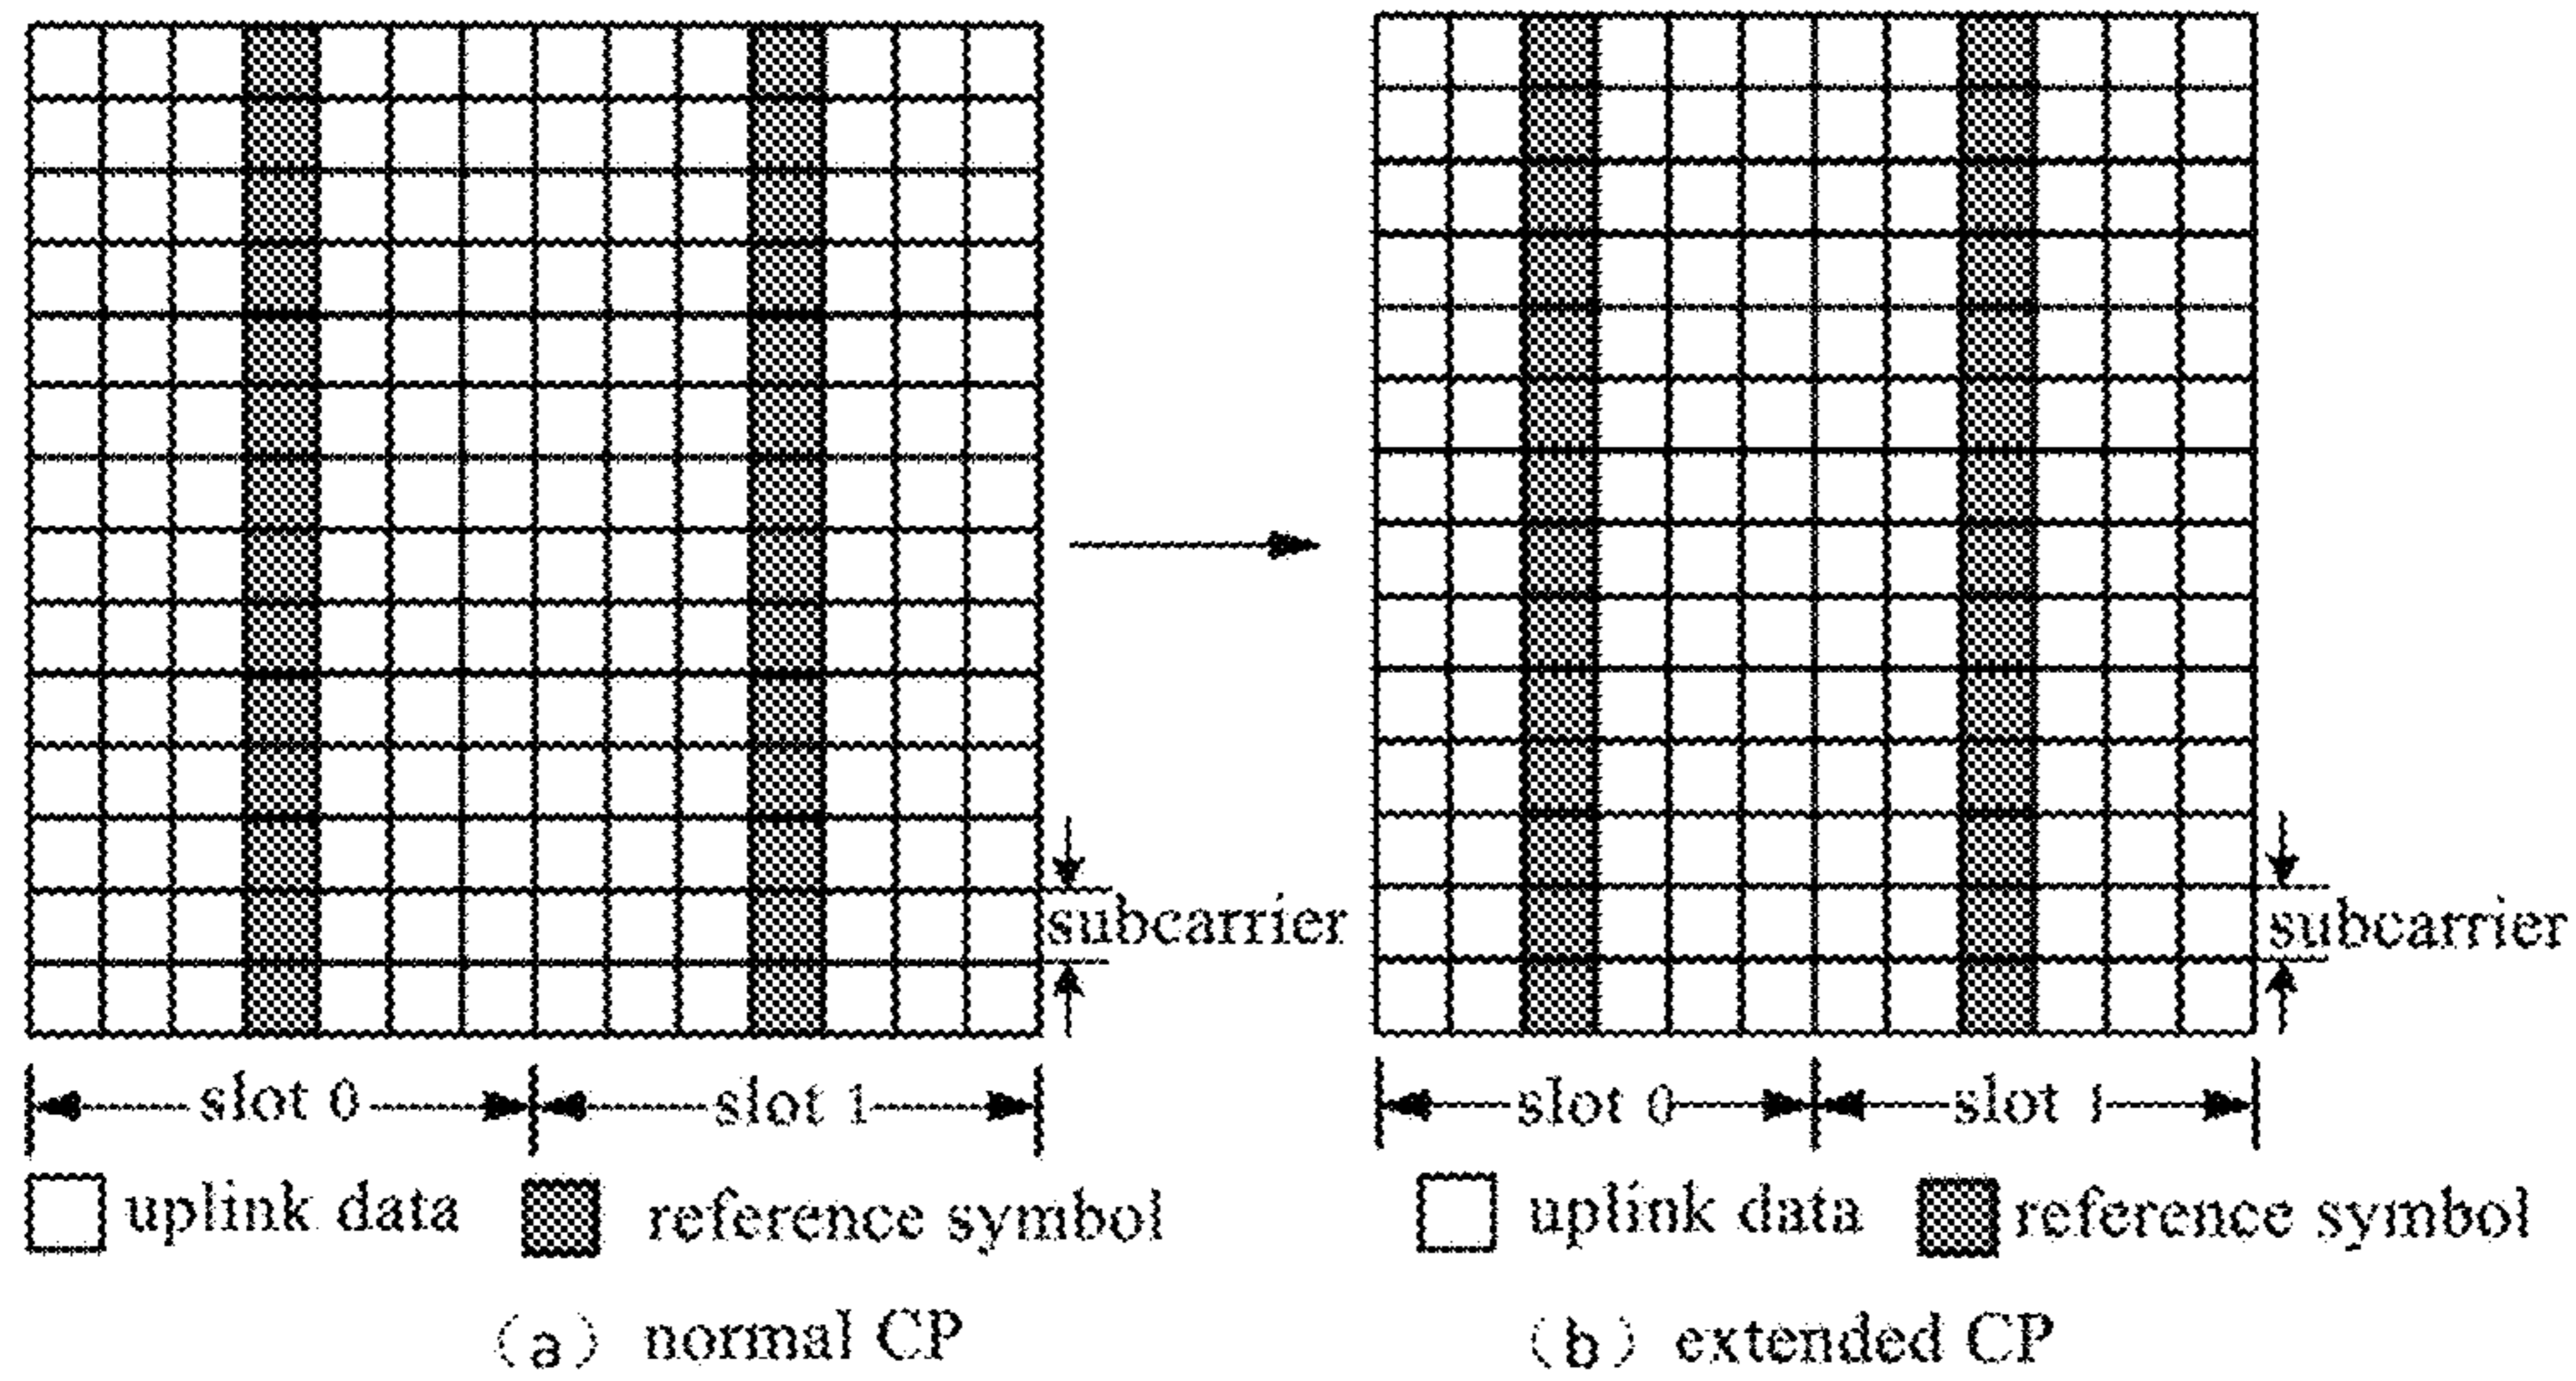 subcarrier
slot 0 slot 1
uplink data reference symbol
(a) normal CP
subcarrier
slot 0 slot 1
uplink data reference symbol
(b) extended CP